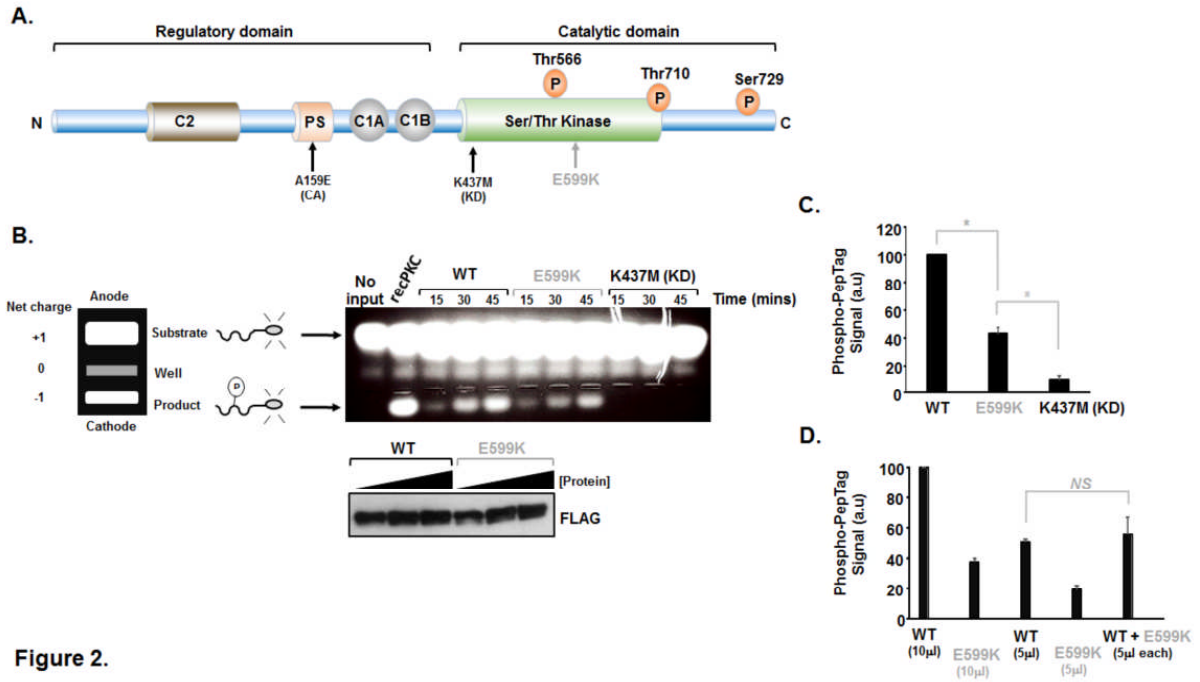 A.
Regulatory domain
Catalytic domain
Thr566
Thr710
Ser729
P
P
P
N
C2
PS
C1A
C1B
Ser/Thr Kinase
C
A159E
(CA)
K437M
(KD)
E599K
B.
No
input
recPKC
WT
E599K
K437M (KD)
15 30 45 15 30 45 15 30 45 Time (mins)
Net charge
Anode
+1
Substrate
0
Well
P
-1
Product
Cathode
WT
E599K
[Protein]
FLAG
C.
Phospho-PepTag
Signal (a.u)
120
100
80
60
40
20
0
*
*
WT
E599K
K437M (KD)
D.
Phospho-PepTag
Signal (a.u)
100
80
60
40
20
0
NS
WT
(10µl)
E599K
(10µl)
WT
(5µl)
E599K
(5µl)
WT + E599K
(5µl each)
Figure 2.